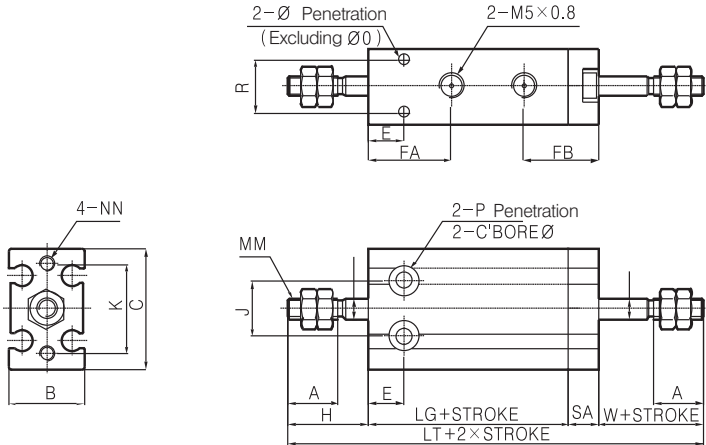 2-Ø Penetration
(Excluding Ø0)
2-M5×0.8
R
E
FA
FB
4-NN
2-P Penetration
2-C'BOREØ
MM
K
C
J
B
A
E
A
H
LG+STROKE
SA
W+STROKE
LT+2×STROKE